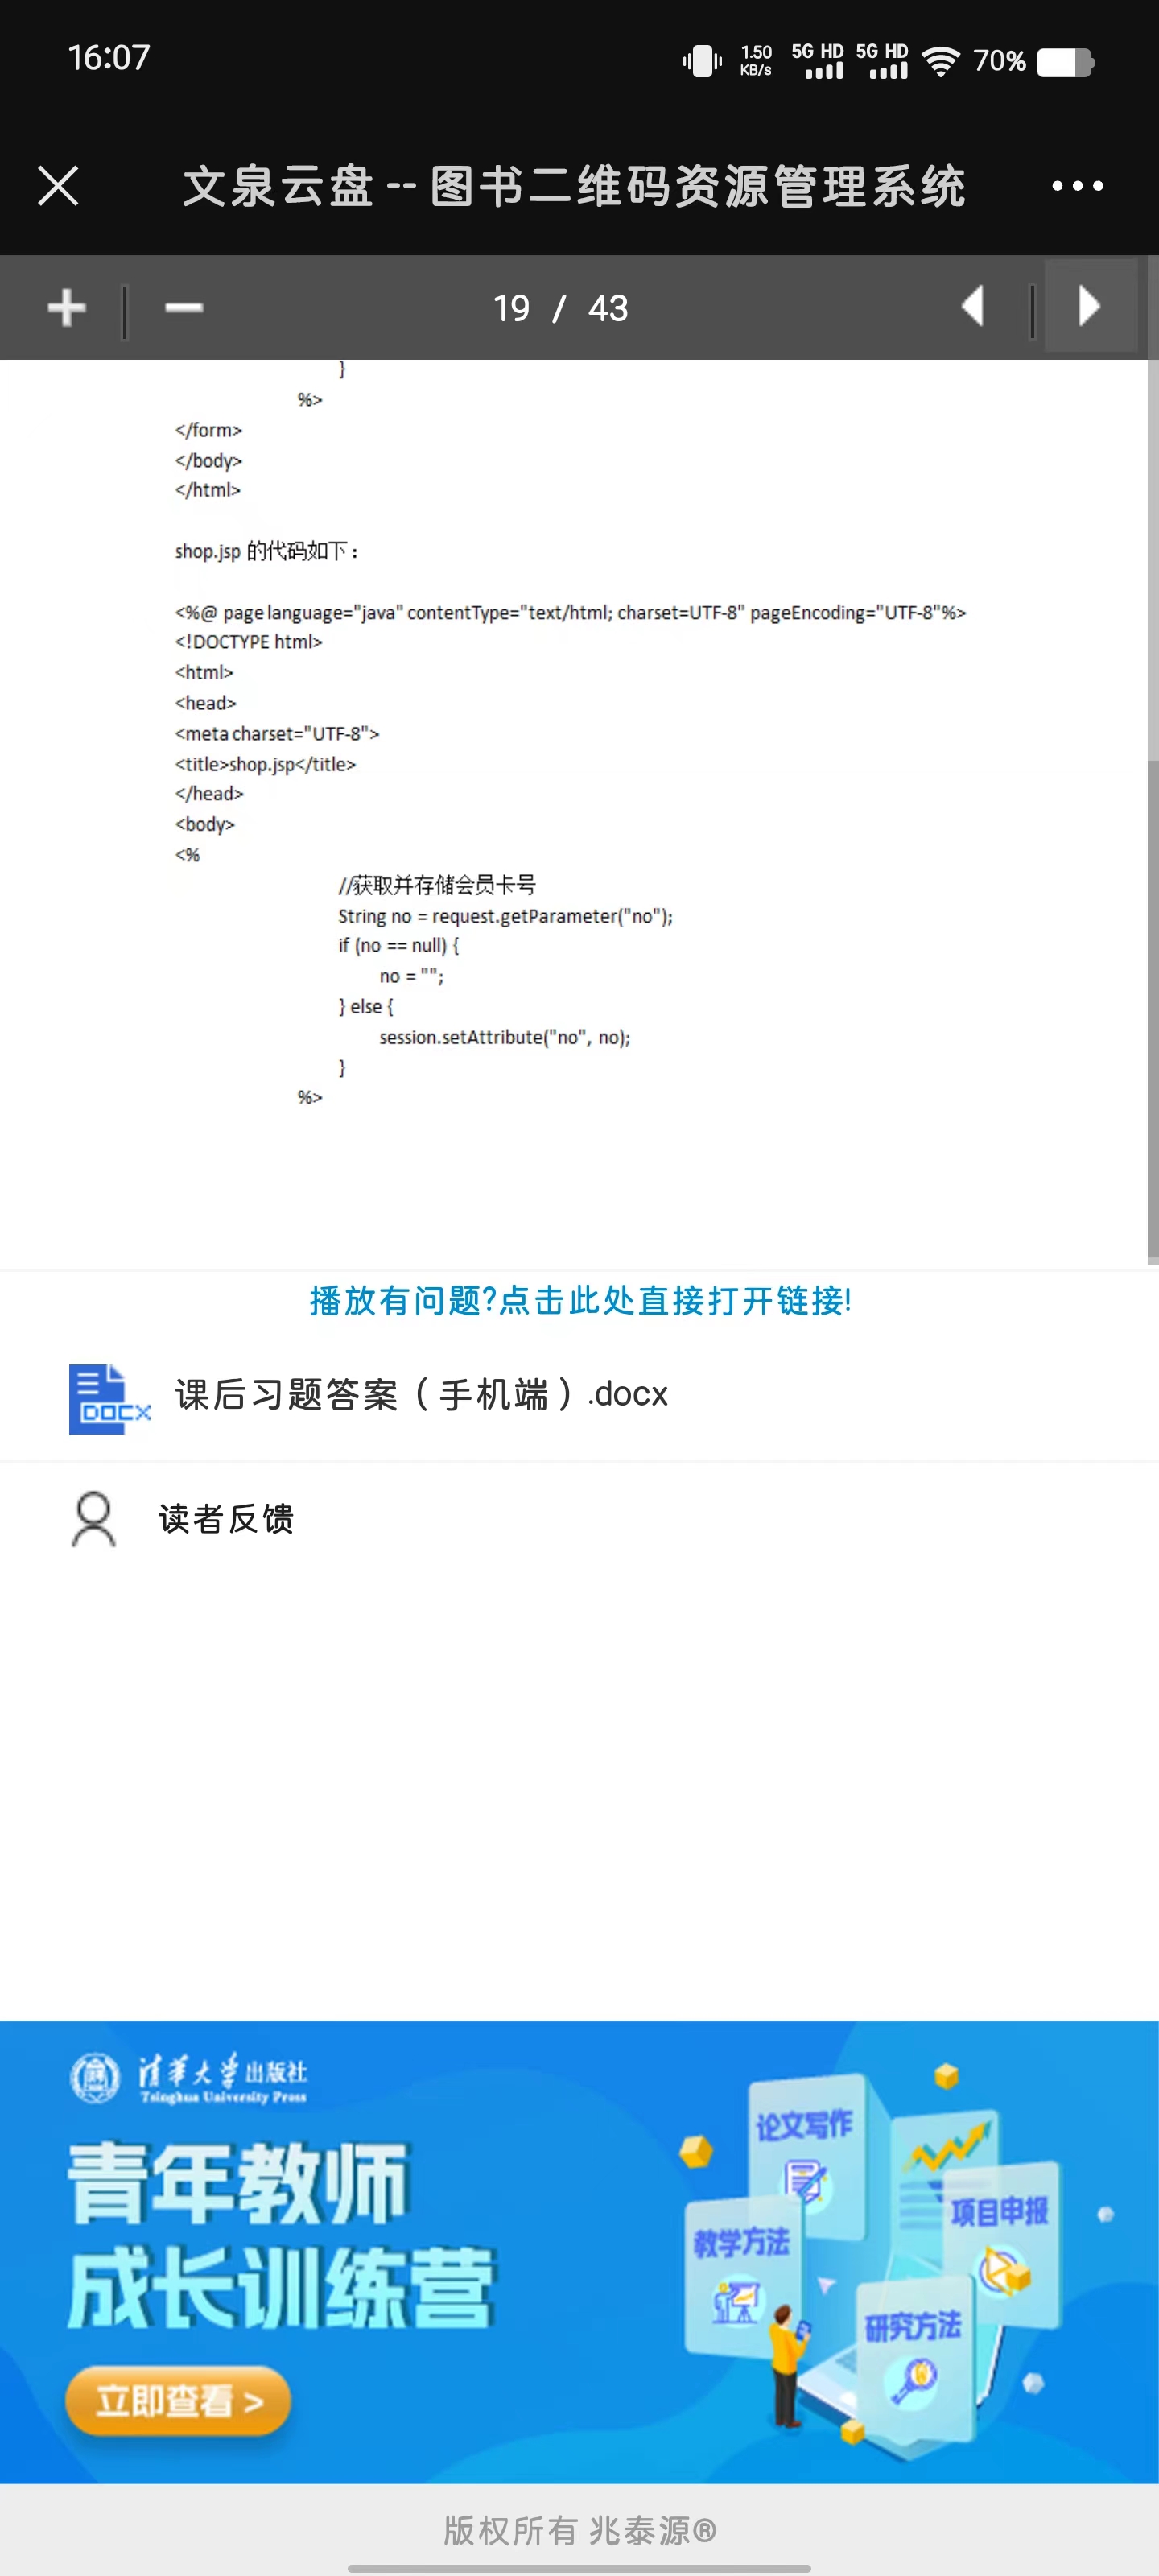 16:07
1.50 KB/s 5G HD 5G HD 70%
文泉云盘--图书二维码资源管理系统
19 / 43
}
%>
</form>
</body>
</html>
shop.jsp 的代码如下：
<%@ page language="java" contentType="text/html; charset=UTF-8" pageEncoding="UTF-8"%>
<!DOCTYPE html>
<html>
<head>
<meta charset="UTF-8">
<title>shop.jsp</title>
</head>
<body>
<%
//获取并存储会员卡号
String no = request.getParameter("no");
if (no == null) {
no = "";
} else {
session.setAttribute("no", no);
}
%>
播放有问题?点击此处直接打开链接!
DOCX
课后习题答案（手机端）.docx
读者反馈
清华大学出版社
Tsinghua University Press
青年教师
成长训练营
立即查看 >
论文写作
项目申报
教学方法
研究方法
版权所有 兆泰源®